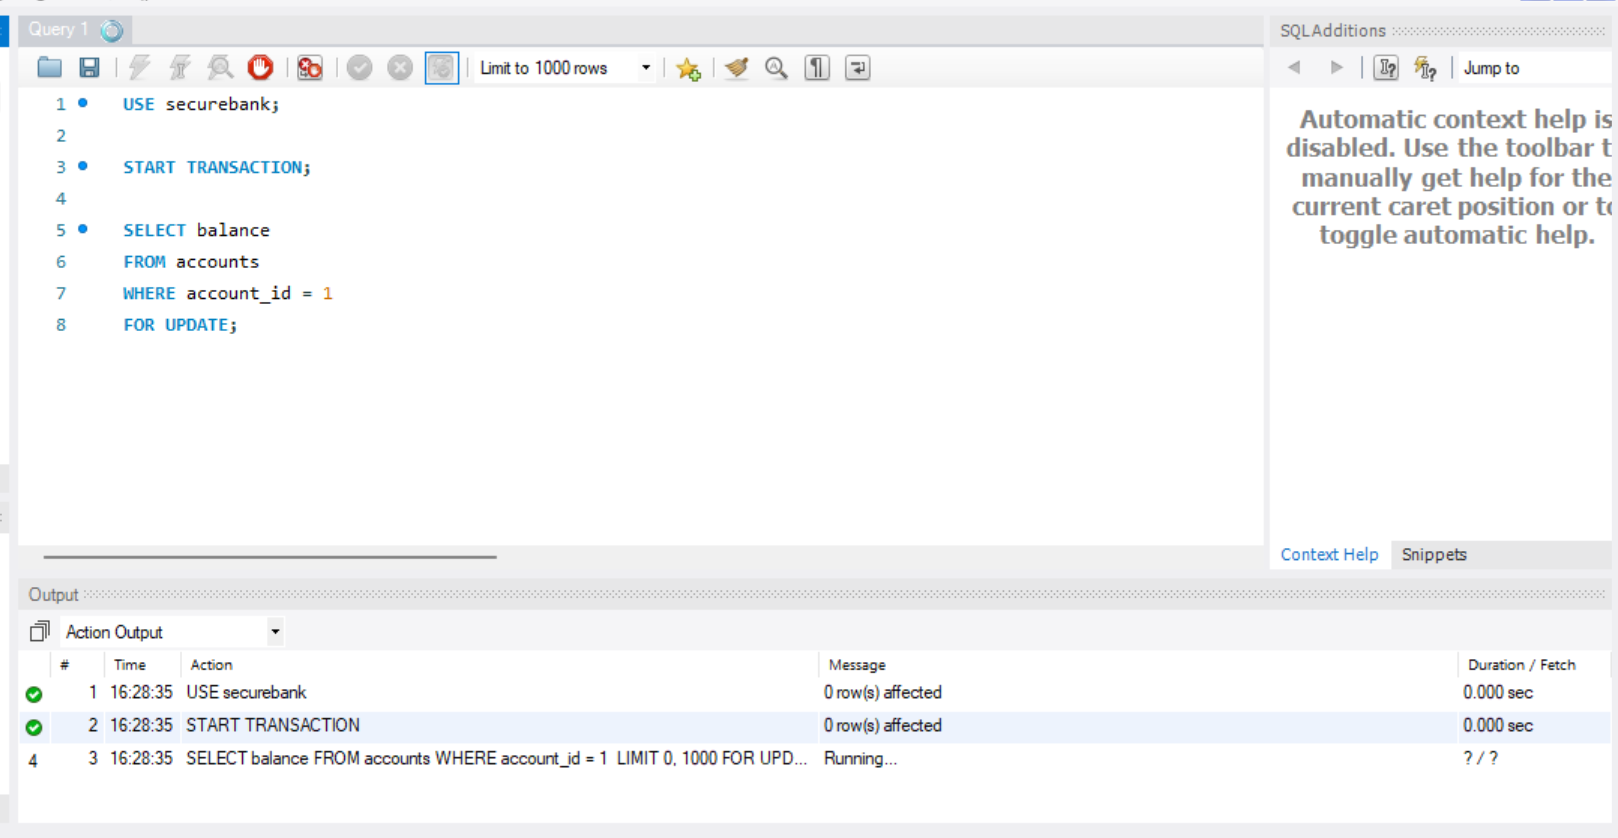 Query 1
SQLAdditions
Limit to 1000 rows
Jump to
1 USE securebank;
2
3 START TRANSACTION;
4
5 SELECT balance
6 FROM accounts
7 WHERE account_id = 1
8 FOR UPDATE;
Automatic context help is
disabled. Use the toolbar t
manually get help for the
current caret position or to
toggle automatic help.
Context Help Snippets
Output
Action Output
# Time Action Message Duration / Fetch
1 16:28:35 USE securebank 0 row(s) affected 0.000 sec
2 16:28:35 START TRANSACTION 0 row(s) affected 0.000 sec
4 3 16:28:35 SELECT balance FROM accounts WHERE account_id = 1 LIMIT 0, 1000 FOR UPD... Running... ? / ?